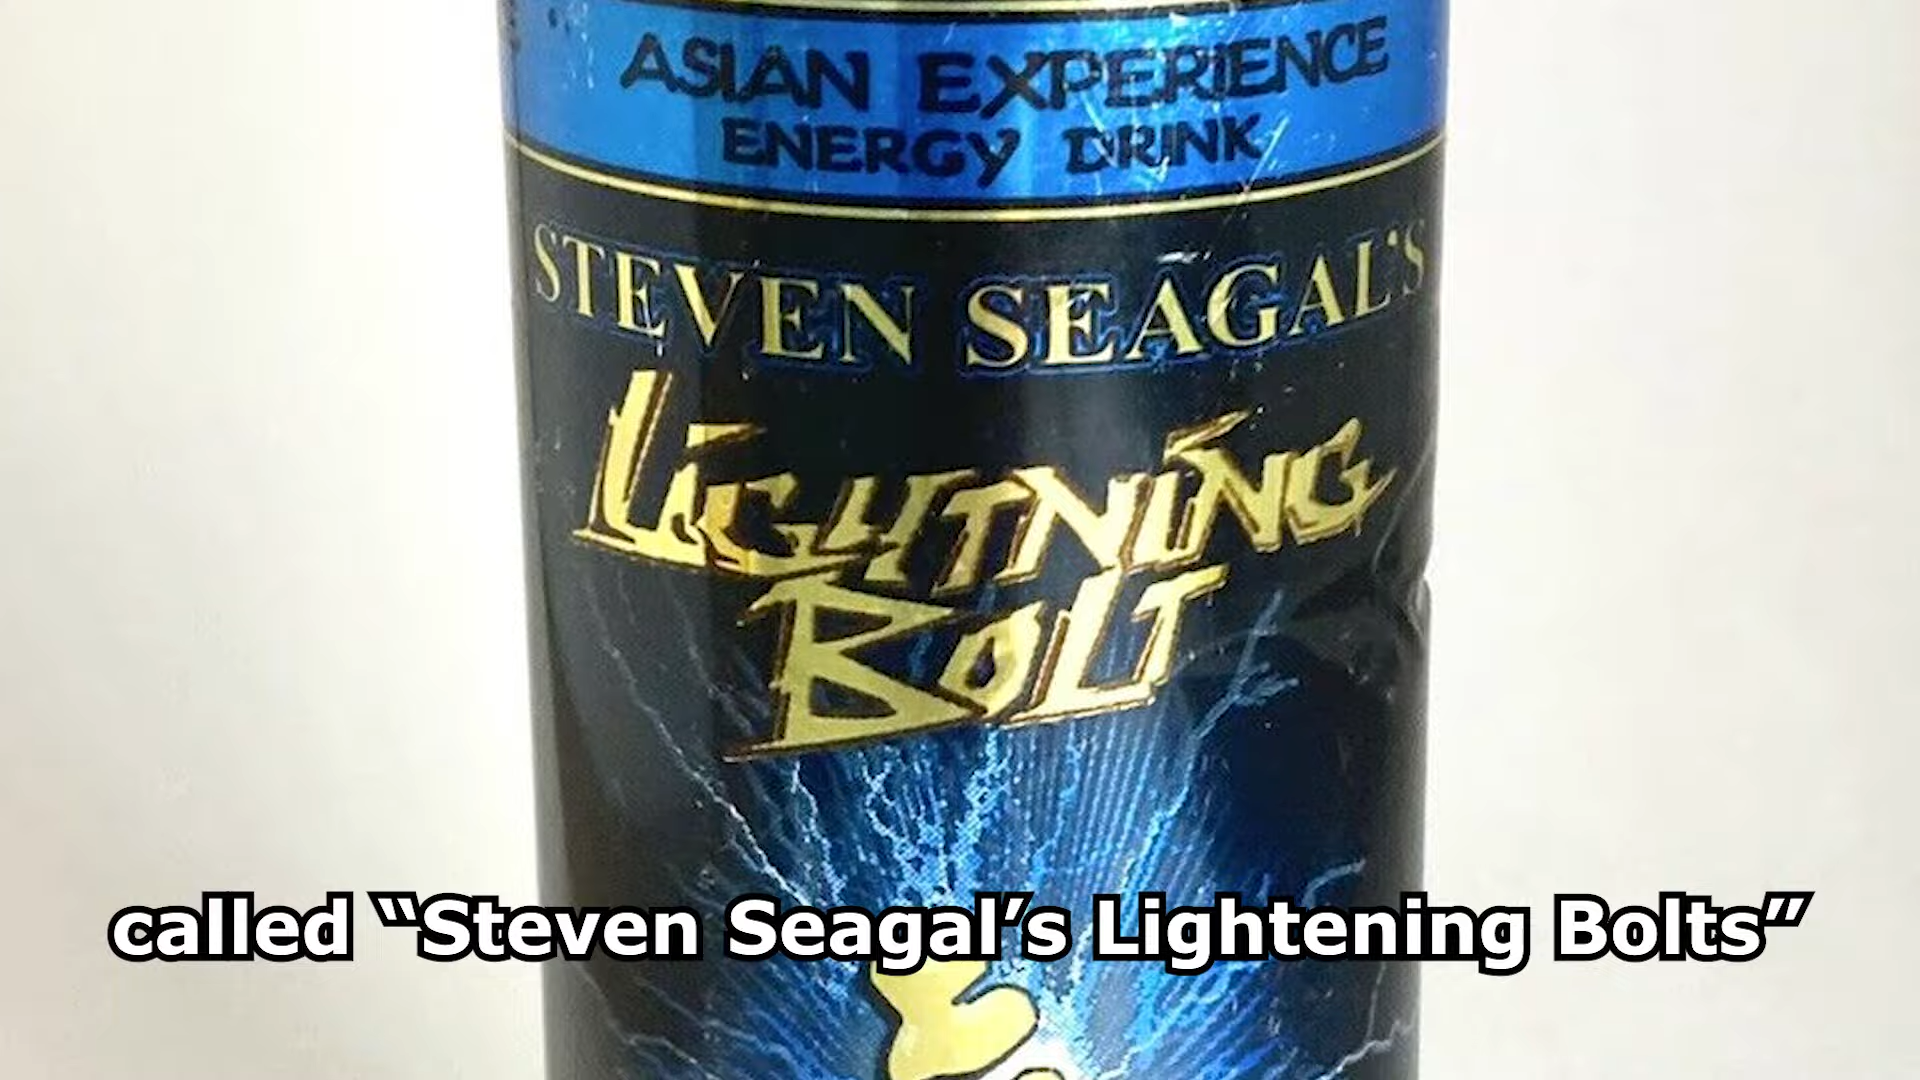 ASIAN EXPERIENCE
ENERGY DRINK
STEVEN SEAGAL'S
LIGHTNING
BOLT
called “Steven Seagal’s Lightening Bolts”